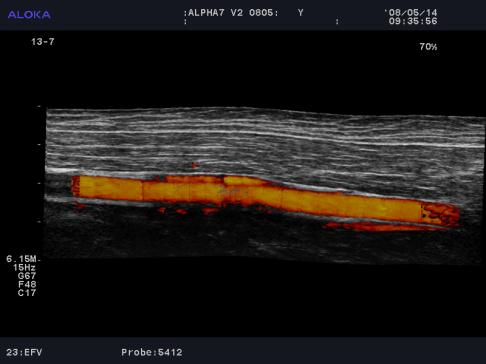 ALOKA
:ALPHA7 V2 0805: Y '08/05/14
: : 09:35:56
13-7
70%
6.15M
15Hz
G67
F48
C17
23:EFV Probe:5412